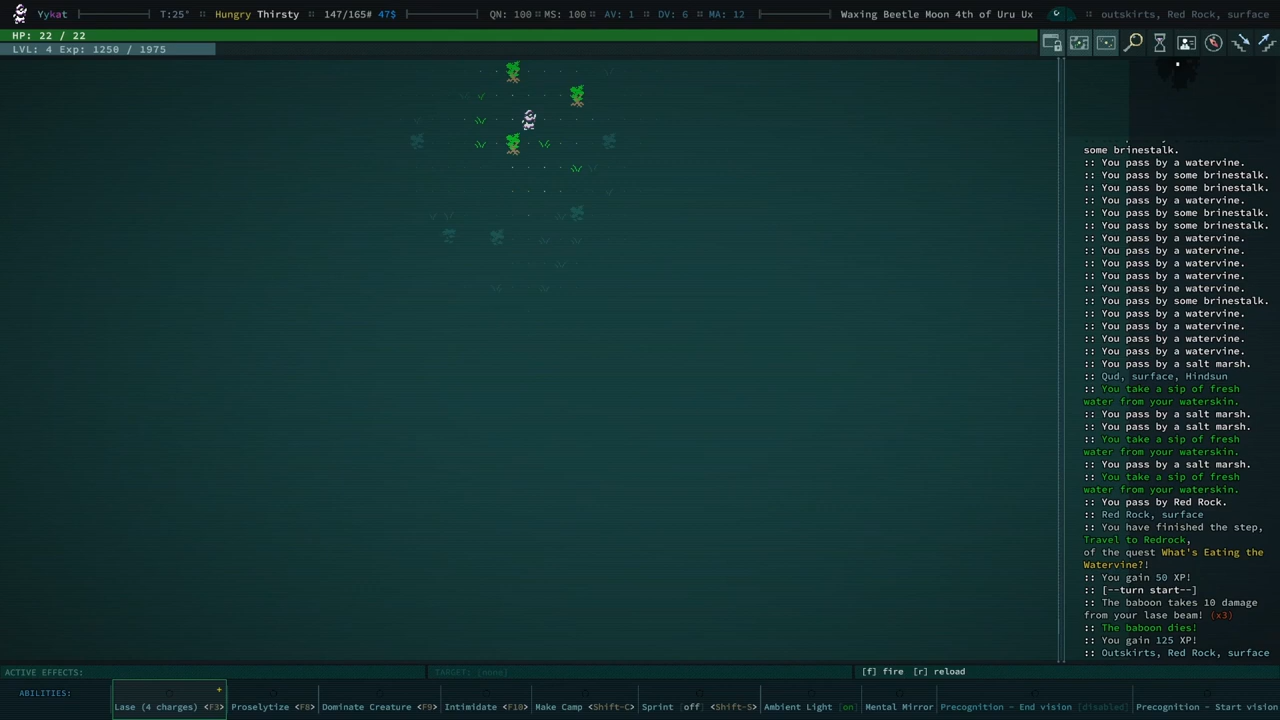 Yykat T:25° :: Hungry Thirsty :: 147/165# 47$ QN: 100 :: MS: 100 :: AV: 1 :: DV: 6 :: MA: 12 Waxing Beetle Moon 4th of Uru Ux :: outskirts, Red Rock, surface
HP: 22 / 22
LVL: 4 Exp: 1250 / 1975
some brinestalk.
:: You pass by a watervine.
:: You pass by some brinestalk.
:: You pass by some brinestalk.
:: You pass by a watervine.
:: You pass by some brinestalk.
:: You pass by some brinestalk.
:: You pass by a watervine.
:: You pass by a watervine.
:: You pass by a watervine.
:: You pass by a watervine.
:: You pass by a watervine.
:: You pass by some brinestalk.
:: You pass by a watervine.
:: You pass by a watervine.
:: You pass by a watervine.
:: You pass by a watervine.
:: You pass by a salt marsh.
:: Qud, surface, Hindsun
:: You take a sip of fresh
water from your waterskin.
:: You pass by a salt marsh.
:: You pass by a salt marsh.
:: You take a sip of fresh
water from your waterskin.
:: You pass by a salt marsh.
:: You take a sip of fresh
water from your waterskin.
:: You pass by Red Rock.
:: Red Rock, surface
:: You have finished the step,
Travel to Redrock,
of the quest What's Eating the
Watervine?!
:: You gain 50 XP!
:: [--turn start--]
:: The baboon takes 10 damage
from your lase beam! (x3)
:: The baboon dies!
:: You gain 125 XP!
:: Outskirts, Red Rock, surface
ACTIVE EFFECTS: TARGET: [none] [f] fire [r] reload
ABILITIES: Lase (4 charges) <F3> Proselytize <F8> Dominate Creature <F9> Intimidate <F10> Make Camp <Shift-C> Sprint [off] <Shift-S> Ambient Light [on] Mental Mirror Precognition - End vision [disabled] Precognition - Start vision